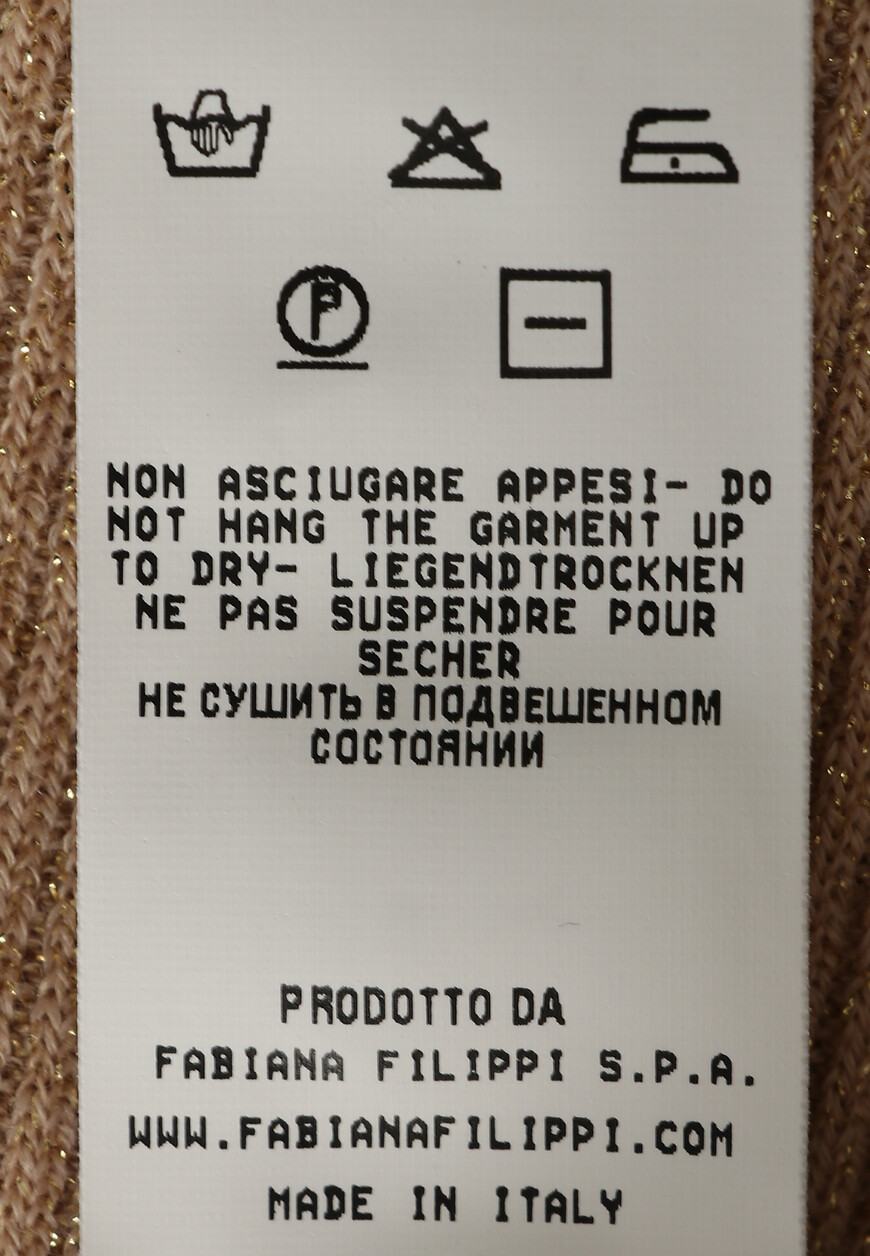 P
NON ASCIUGARE APPESI- DO
NOT HANG THE GARMENT UP
TO DRY- LIEGENDTROCKNEN
NE PAS SUSPENDRE POUR
SECHER
НЕ СУШИТЬ В ПОДВЕШЕННОМ
СОСТОЯНИИ
PRODOTTO DA
FABIANA FILIPPI S.P.A.
WWW.FABIANAFILIPPI.COM
MADE IN ITALY